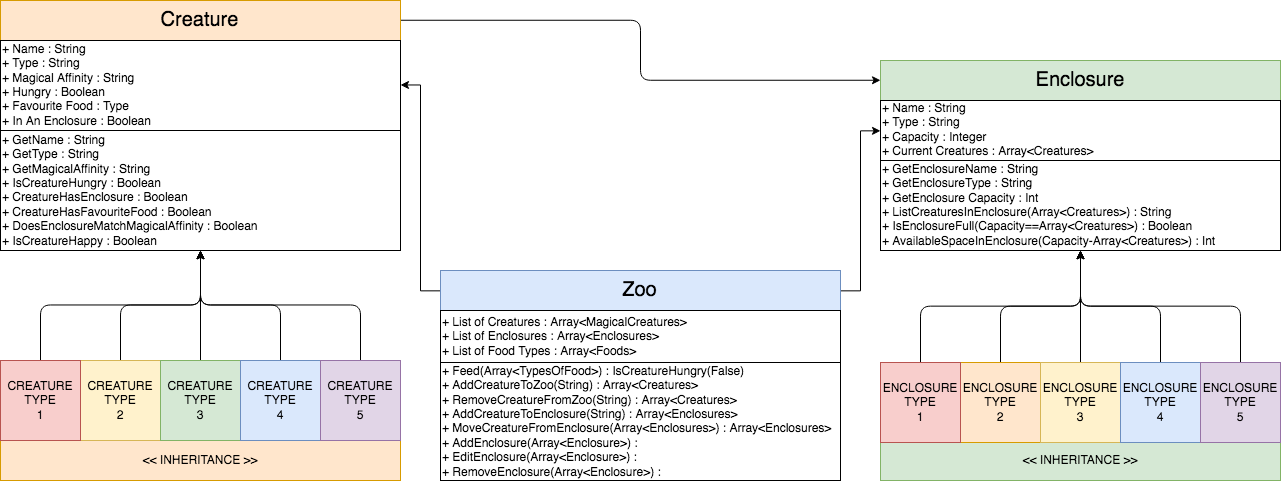 Creature
+ Name : String
+ Type : String
+ Magical Affinity : String
+ Hungry : Boolean
+ Favourite Food : Type
+ In An Enclosure : Boolean
+ GetName : String
+ GetType : String
+ GetMagicalAffinity : String
+ IsCreatureHungry : Boolean
+ CreatureHasEnclosure : Boolean
+ CreatureHasFavouriteFood : Boolean
+ DoesEnclosureMatchMagicalAffinity : Boolean
+ IsCreatureHappy : Boolean
CREATURE
TYPE
1
CREATURE
TYPE
2
CREATURE
TYPE
3
CREATURE
TYPE
4
CREATURE
TYPE
5
<< INHERITANCE >>
Zoo
+ List of Creatures : Array<MagicalCreatures>
+ List of Enclosures : Array<Enclosures>
+ List of Food Types : Array<Foods>
+ Feed(Array<TypesOfFood>) : IsCreatureHungry(False)
+ AddCreatureToZoo(String) : Array<Creatures>
+ RemoveCreatureFromZoo(String) : Array<Creatures>
+ AddCreatureToEnclosure(String) : Array<Enclosures>
+ MoveCreatureFromEnclosure(Array<Enclosures>) : Array<Enclosures>
+ AddEnclosure(Array<Enclosure>) :
+ EditEnclosure(Array<Enclosure>) :
+ RemoveEnclosure(Array<Enclosure>) :
Enclosure
+ Name : String
+ Type : String
+ Capacity : Integer
+ Current Creatures : Array<Creatures>
+ GetEnclosureName : String
+ GetEnclosureType : String
+ GetEnclosure Capacity : Int
+ ListCreaturesInEnclosure(Array<Creatures>) : String
+ IsEnclosureFull(Capacity==Array<Creatures>) : Boolean
+ AvailableSpaceInEnclosure(Capacity-Array<Creatures>) : Int
ENCLOSURE
TYPE
1
ENCLOSURE
TYPE
2
ENCLOSURE
TYPE
3
ENCLOSURE
TYPE
4
ENCLOSURE
TYPE
5
<< INHERITANCE >>